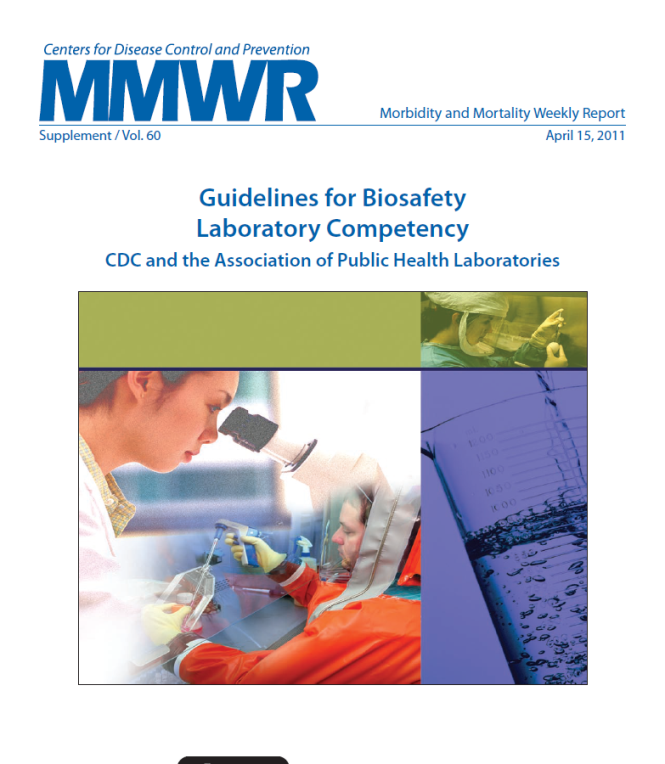 Centers for Disease Control and Prevention
MMWR
Morbidity and Mortality Weekly Report
Supplement / Vol. 60
April 15, 2011
Guidelines for Biosafety
Laboratory Competency
CDC and the Association of Public Health Laboratories